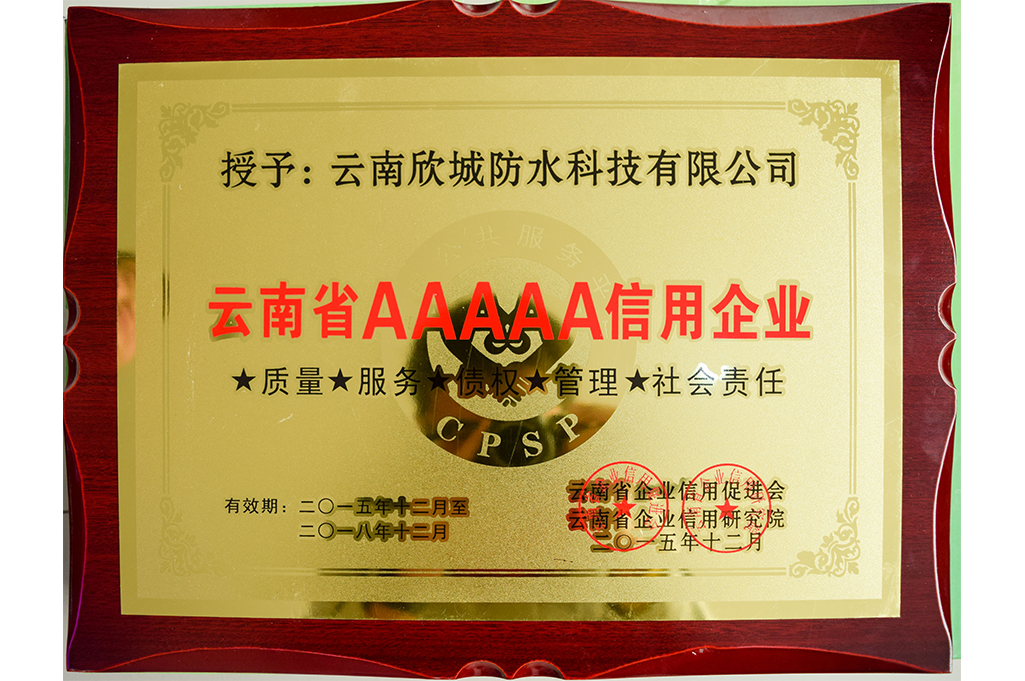 授予：云南欣城防水科技有限公司
公共服务
云南省AAAAA信用企业
★质量★服务★债权★管理★社会责任
CPSP
有效期：二〇一五年十二月至
二〇一八年十二月
云南省企业信用促进会
云南省企业信用研究院
二〇一五年十二月